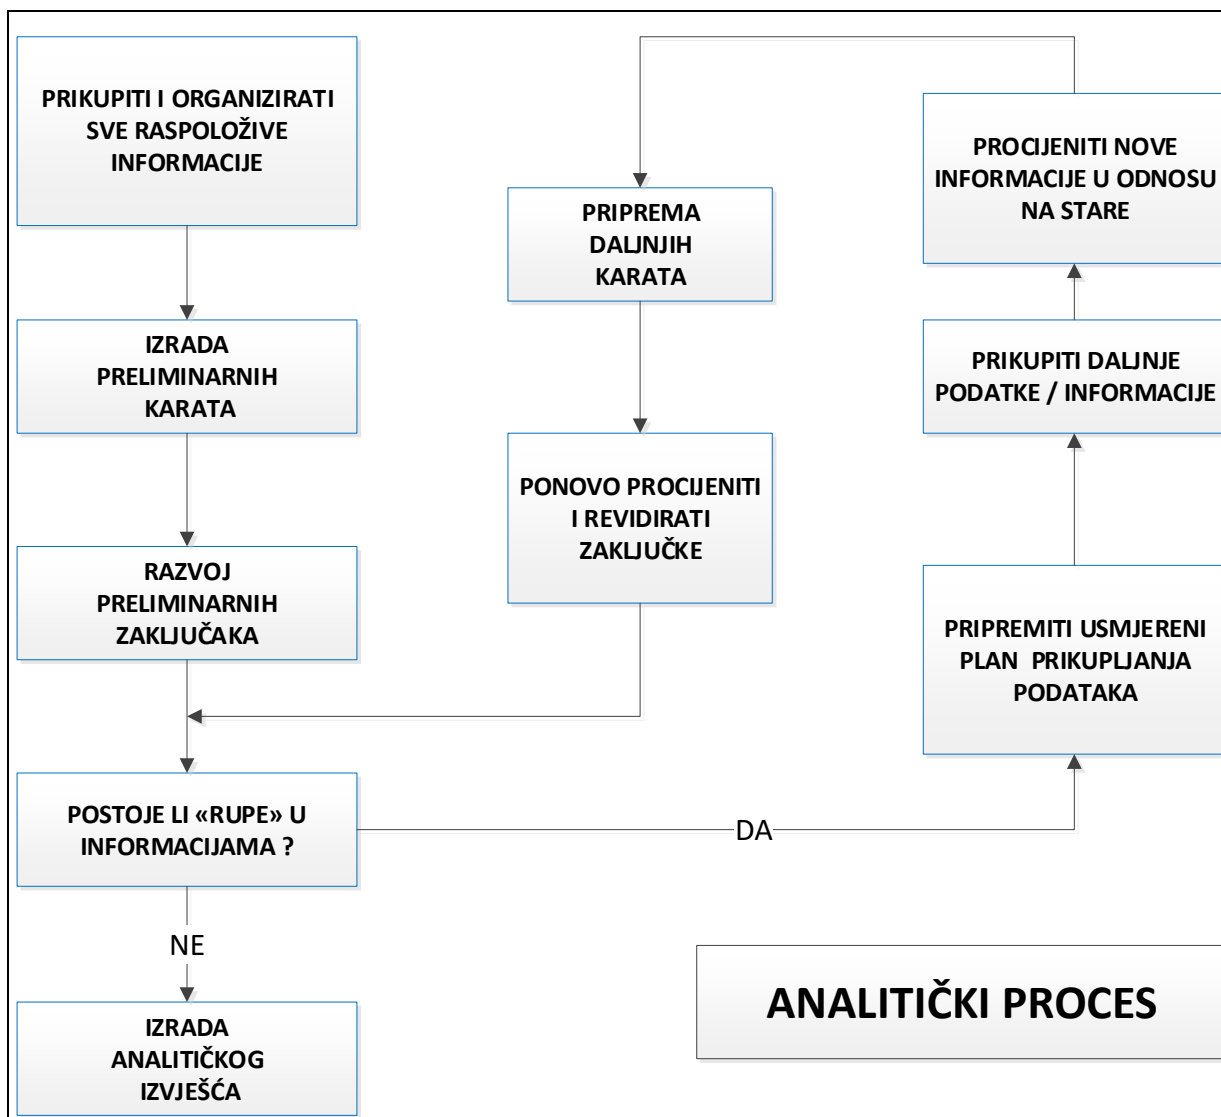 PRIKUPITI I ORGANIZIRATI
SVE RASPOLOŽIVE
INFORMACIJE
IZRADA
PRELIMINARNIH
KARATA
RAZVOJ
PRELIMINARNIH
ZAKLJUČAKA
POSTOJE LI «RUPE» U
INFORMACIJAMA ?
NE
IZRADA
ANALITIČKOG
IZVJEŠĆA
DA
PRIPREMITI USMJERENI
PLAN  PRIKUPLJANJA
PODATAKA
PRIKUPITI DALJNJE
PODATKE / INFORMACIJE
PROCIJENITI NOVE
INFORMACIJE U ODNOSU
NA STARE
PRIPREMA
DALJNJIH
KARATA
PONOVO PROCIJENITI
I REVIDIRATI
ZAKLJUČKE
ANALITIČKI PROCES